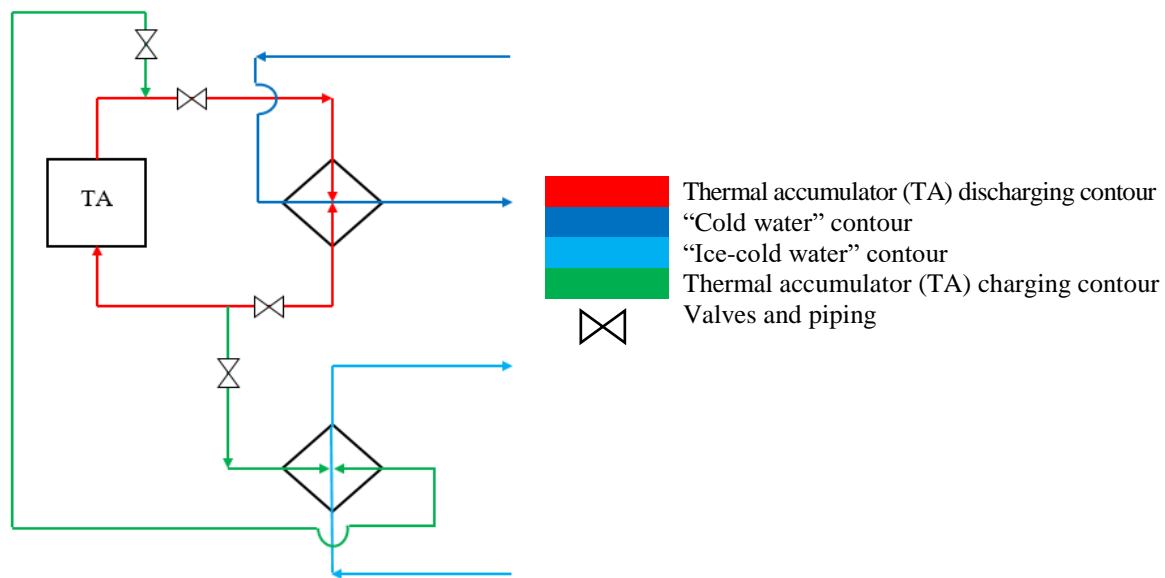 TA
Thermal accumulator (TA) discharging contour
“Cold water” contour
“Ice-cold water” contour
Thermal accumulator (TA) charging contour
Valves and piping